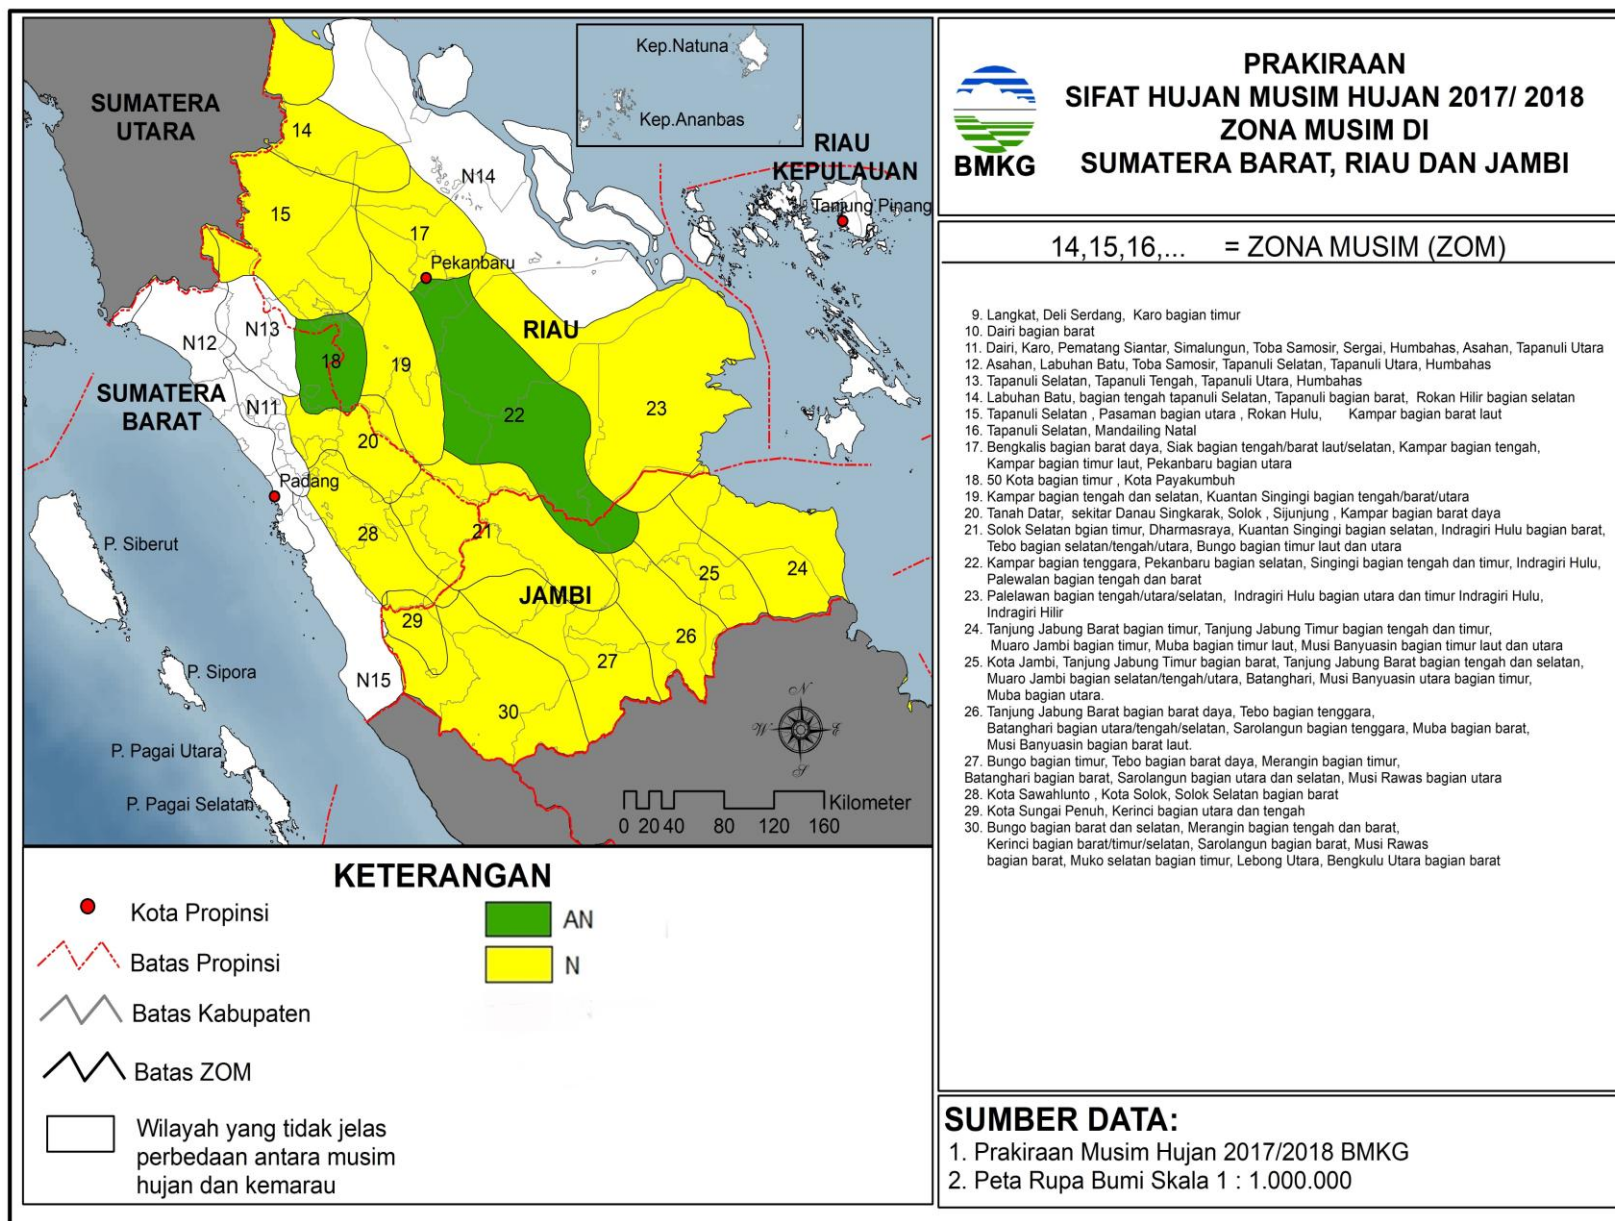 SUMATERA
UTARA
14
15
N14
17
Pekanbaru
Kep.Natuna
Kep.Ananbas
RIAU
KEPULAUAN
Tanjung Pinang
N12
N13
18
19
RIAU
SUMATERA
BARAT
N11
20
22
23
Padang
P. Siberut
28
21
JAMBI
25
24
29
26
27
N15
30
P. Sipora
P. Pagai Utara
P. Pagai Selatan
N
W
E
S
Kilometer
0 20 40 80 120 160
KETERANGAN
Kota Propinsi
Batas Propinsi
Batas Kabupaten
Batas ZOM
Wilayah yang tidak jelas
perbedaan antara musim
hujan dan kemarau
AN
N
BMKG
PRAKIRAAN
SIFAT HUJAN MUSIM HUJAN 2017/ 2018
ZONA MUSIM DI
SUMATERA BARAT, RIAU DAN JAMBI
14,15,16,... = ZONA MUSIM (ZOM)
9. Langkat, Deli Serdang, Karo bagian timur
10. Dairi bagian barat
11. Dairi, Karo, Pematang Siantar, Simalungun, Toba Samosir, Sergai, Humbahas, Asahan, Tapanuli Utara
12. Asahan, Labuhan Batu, Toba Samosir, Tapanuli Selatan, Tapanuli Utara, Humbahas
13. Tapanuli Selatan, Tapanuli Tengah, Tapanuli Utara, Humbahas
14. Labuhan Batu, bagian tengah tapanuli Selatan, Tapanuli bagian barat, Rokan Hilir bagian selatan
15. Tapanuli Selatan , Pasaman bagian utara , Rokan Hulu, Kampar bagian barat laut
16. Tapanuli Selatan, Mandailing Natal
17. Bengkalis bagian barat daya, Siak bagian tengah/barat laut/selatan, Kampar bagian tengah,
Kampar bagian timur laut, Pekanbaru bagian utara
18. 50 Kota bagian timur , Kota Payakumbuh
19. Kampar bagian tengah dan selatan, Kuantan Singingi bagian tengah/barat/utara
20. Tanah Datar, sekitar Danau Singkarak, Solok , Sijunjung , Kampar bagian barat daya
21. Solok Selatan bgian timur, Dharmasraya, Kuantan Singingi bagian selatan, Indragiri Hulu bagian barat,
Tebo bagian selatan/tengah/utara, Bungo bagian timur laut dan utara
22. Kampar bagian tenggara, Pekanbaru bagian selatan, Singingi bagian tengah dan timur, Indragiri Hulu,
Palewalan bagian tengah dan barat
23. Palelawan bagian tengah/utara/selatan, Indragiri Hulu bagian utara dan timur Indragiri Hulu,
Indragiri Hilir
24. Tanjung Jabung Barat bagian timur, Tanjung Jabung Timur bagian tengah dan timur,
Muaro Jambi bagian timur, Muba bagian timur laut, Musi Banyuasin bagian timur laut dan utara
25. Kota Jambi, Tanjung Jabung Timur bagian barat, Tanjung Jabung Barat bagian tengah dan selatan,
Muaro Jambi bagian selatan/tengah/utara, Batanghari, Musi Banyuasin utara bagian timur,
Muba bagian utara.
26. Tanjung Jabung Barat bagian barat daya, Tebo bagian tenggara,
Batanghari bagian utara/tengah/selatan, Sarolangun bagian tenggara, Muba bagian barat,
Musi Banyuasin bagian barat laut.
27. Bungo bagian timur, Tebo bagian barat daya, Merangin bagian timur,
Batanghari bagian barat, Sarolangun bagian utara dan selatan, Musi Rawas bagian utara
28. Kota Sawahlunto , Kota Solok, Solok Selatan bagian barat
29. Kota Sungai Penuh, Kerinci bagian utara dan tengah
30. Bungo bagian barat dan selatan, Merangin bagian tengah dan barat,
Kerinci bagian barat/timur/selatan, Sarolangun bagian barat, Musi Rawas
bagian barat, Muko selatan bagian timur, Lebong Utara, Bengkulu Utara bagian barat
SUMBER DATA:
1. Prakiraan Musim Hujan 2017/2018 BMKG
2. Peta Rupa Bumi Skala 1 : 1.000.000